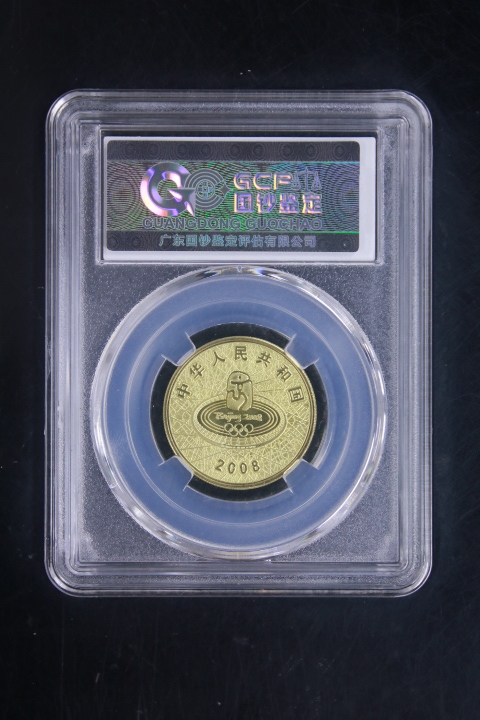 GCP
国钞鉴定
GUANGDONG GUOCHAO
广东国钞鉴定评估有限公司
中华人民共和国
Beijing 2008
2008